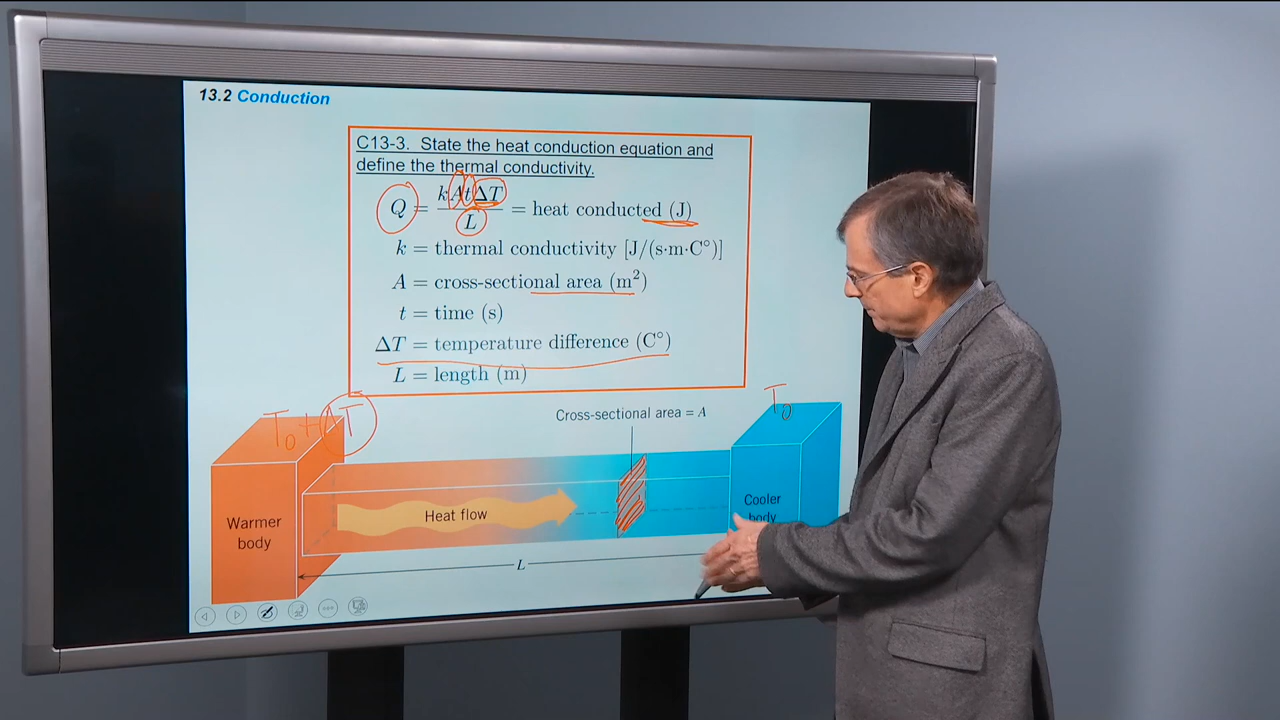 13.2 Conduction
C13-3. State the heat conduction equation and
define the thermal conductivity.
Q = kAtΔT / L = heat conducted (J)
k = thermal conductivity [J/(s·m·C°)]
A = cross-sectional area (m²)
t = time (s)
ΔT = temperature difference (C°)
L = length (m)
T₀ + ΔT
T₀
Cross-sectional area = A
Warmer
body
Heat flow
Cooler
body
L